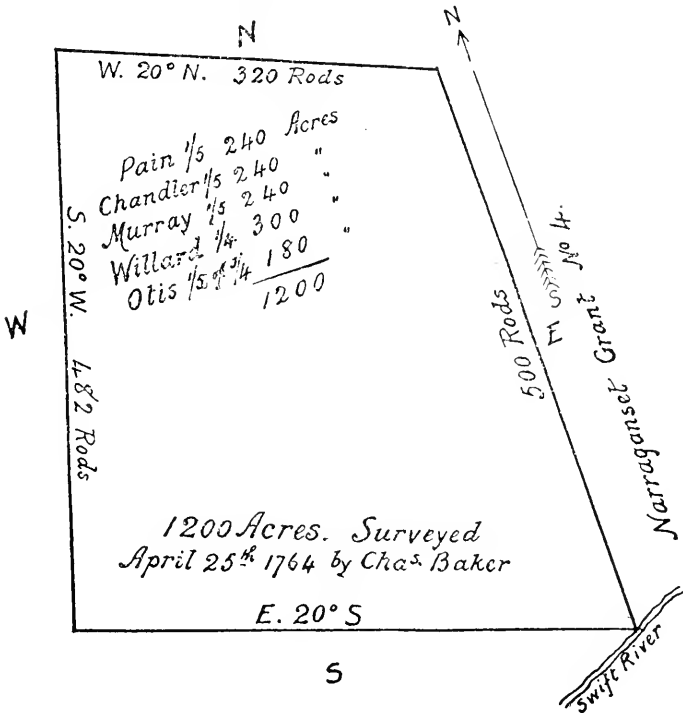 N
N
W. 20° N. 320 Rods
Pain 1/5 240 Acres
Chandler 1/5 240 "
Murray 1/5 240 "
Willard 1/4. 300 "
Otis 1/5 of 3/4 180 "
1200
S. 20° W. 482 Rods
W
500 Rods
E
S
Narraganset Grant No 4.
1200 Acres. Surveyed
April 25th 1764 by Chas. Baker
E. 20° S
S
Swift River